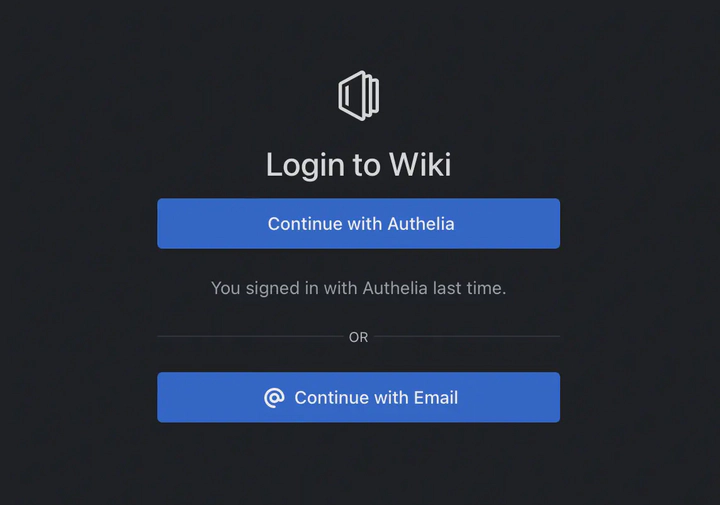 Login to Wiki
Continue with Authelia
You signed in with Authelia last time.
OR
Continue with Email